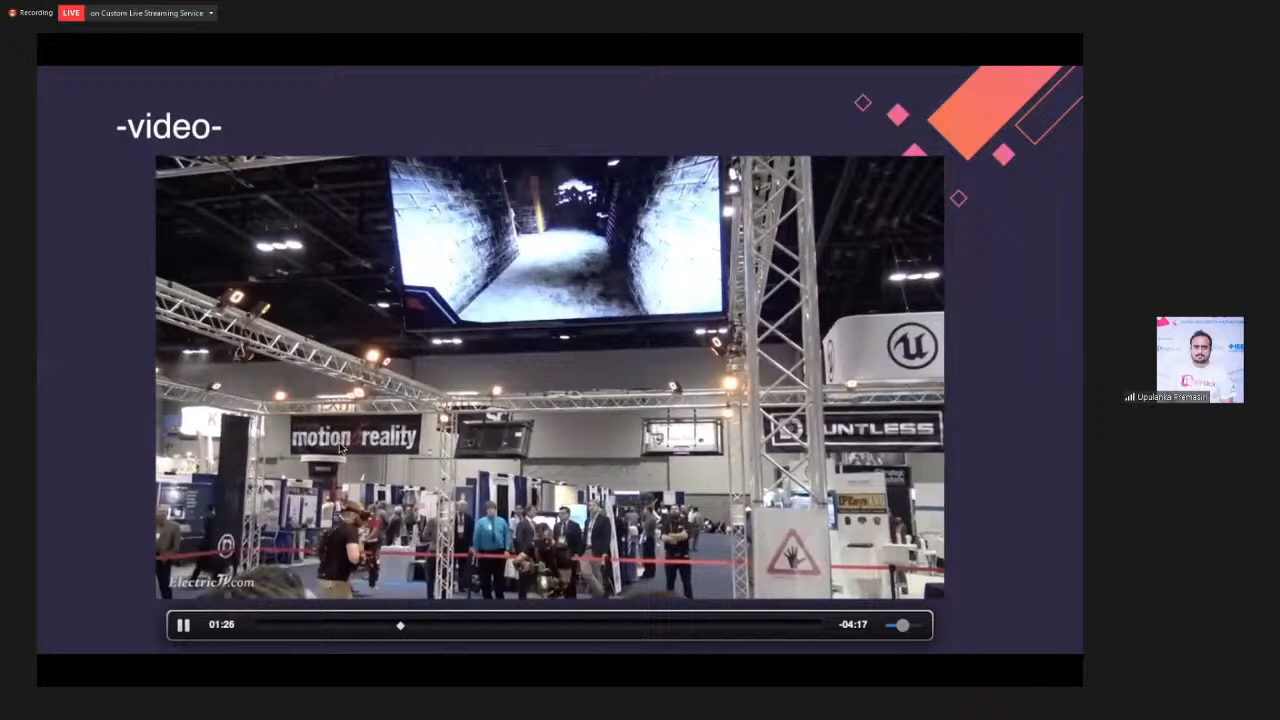 Recording
LIVE
on Custom Live Streaming Service
-video-
motion reality
UNTLESS
ElectricTV.com
01:26
-04:17
Upulanka Premasiri